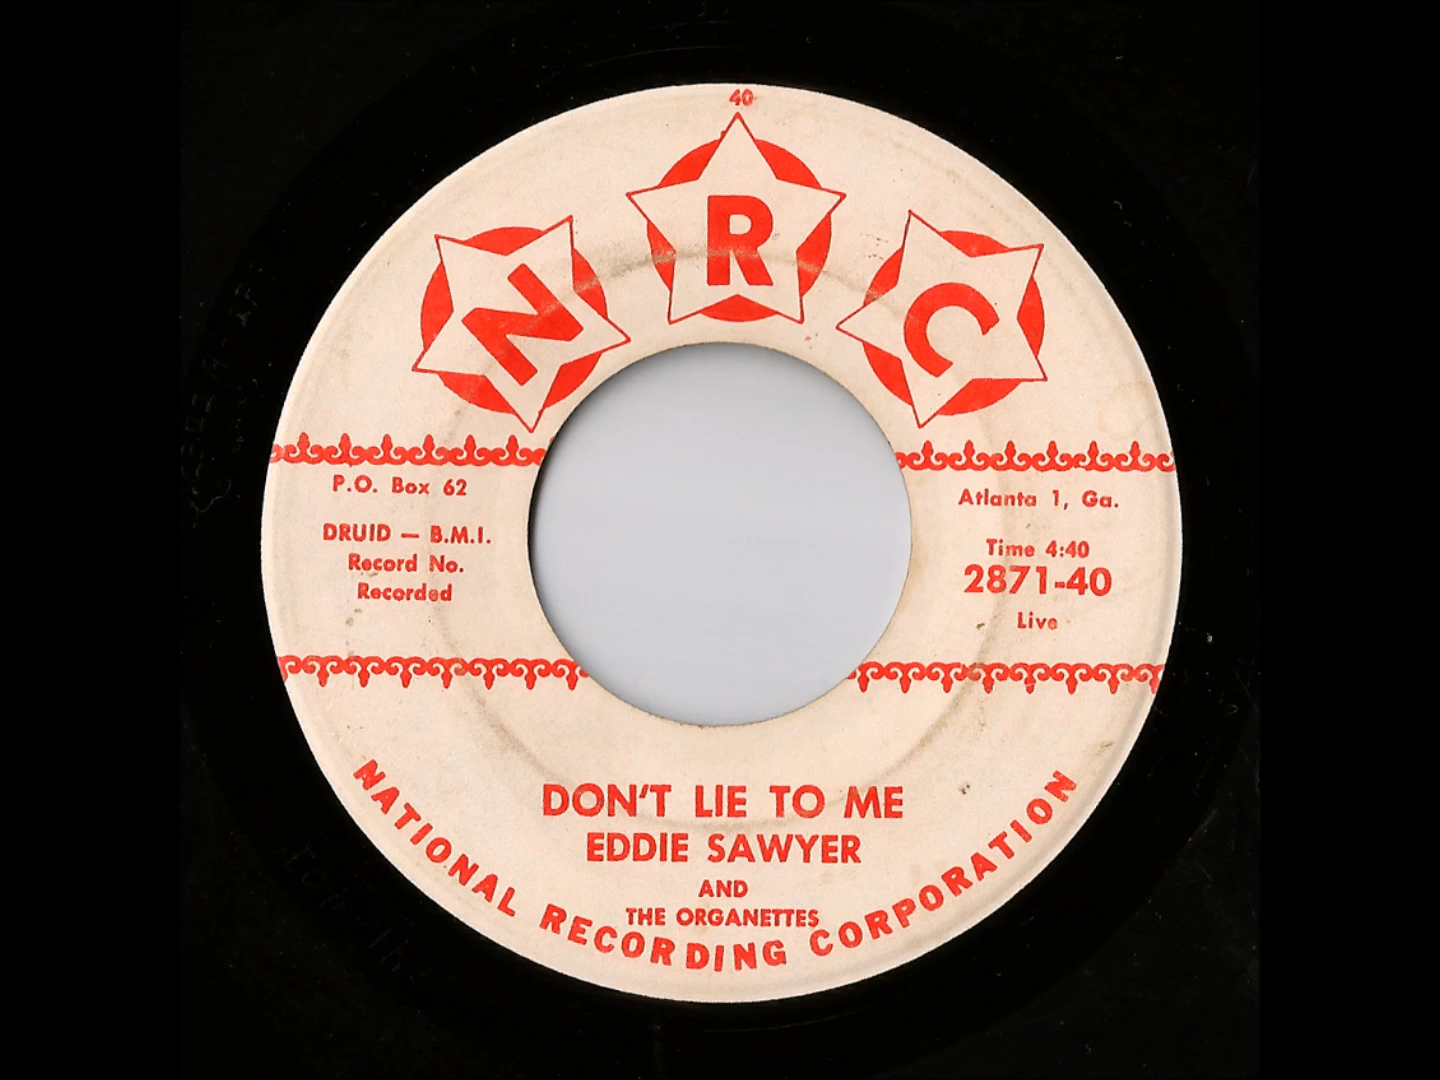 40
N R C
P.O. Box 62
DRUID — B.M.I.
Record No.
Recorded
Atlanta 1, Ga.
Time 4:40
2871-40
Live
DON'T LIE TO ME
EDDIE SAWYER
AND
THE ORGANETTES
NATIONAL RECORDING CORPORATION